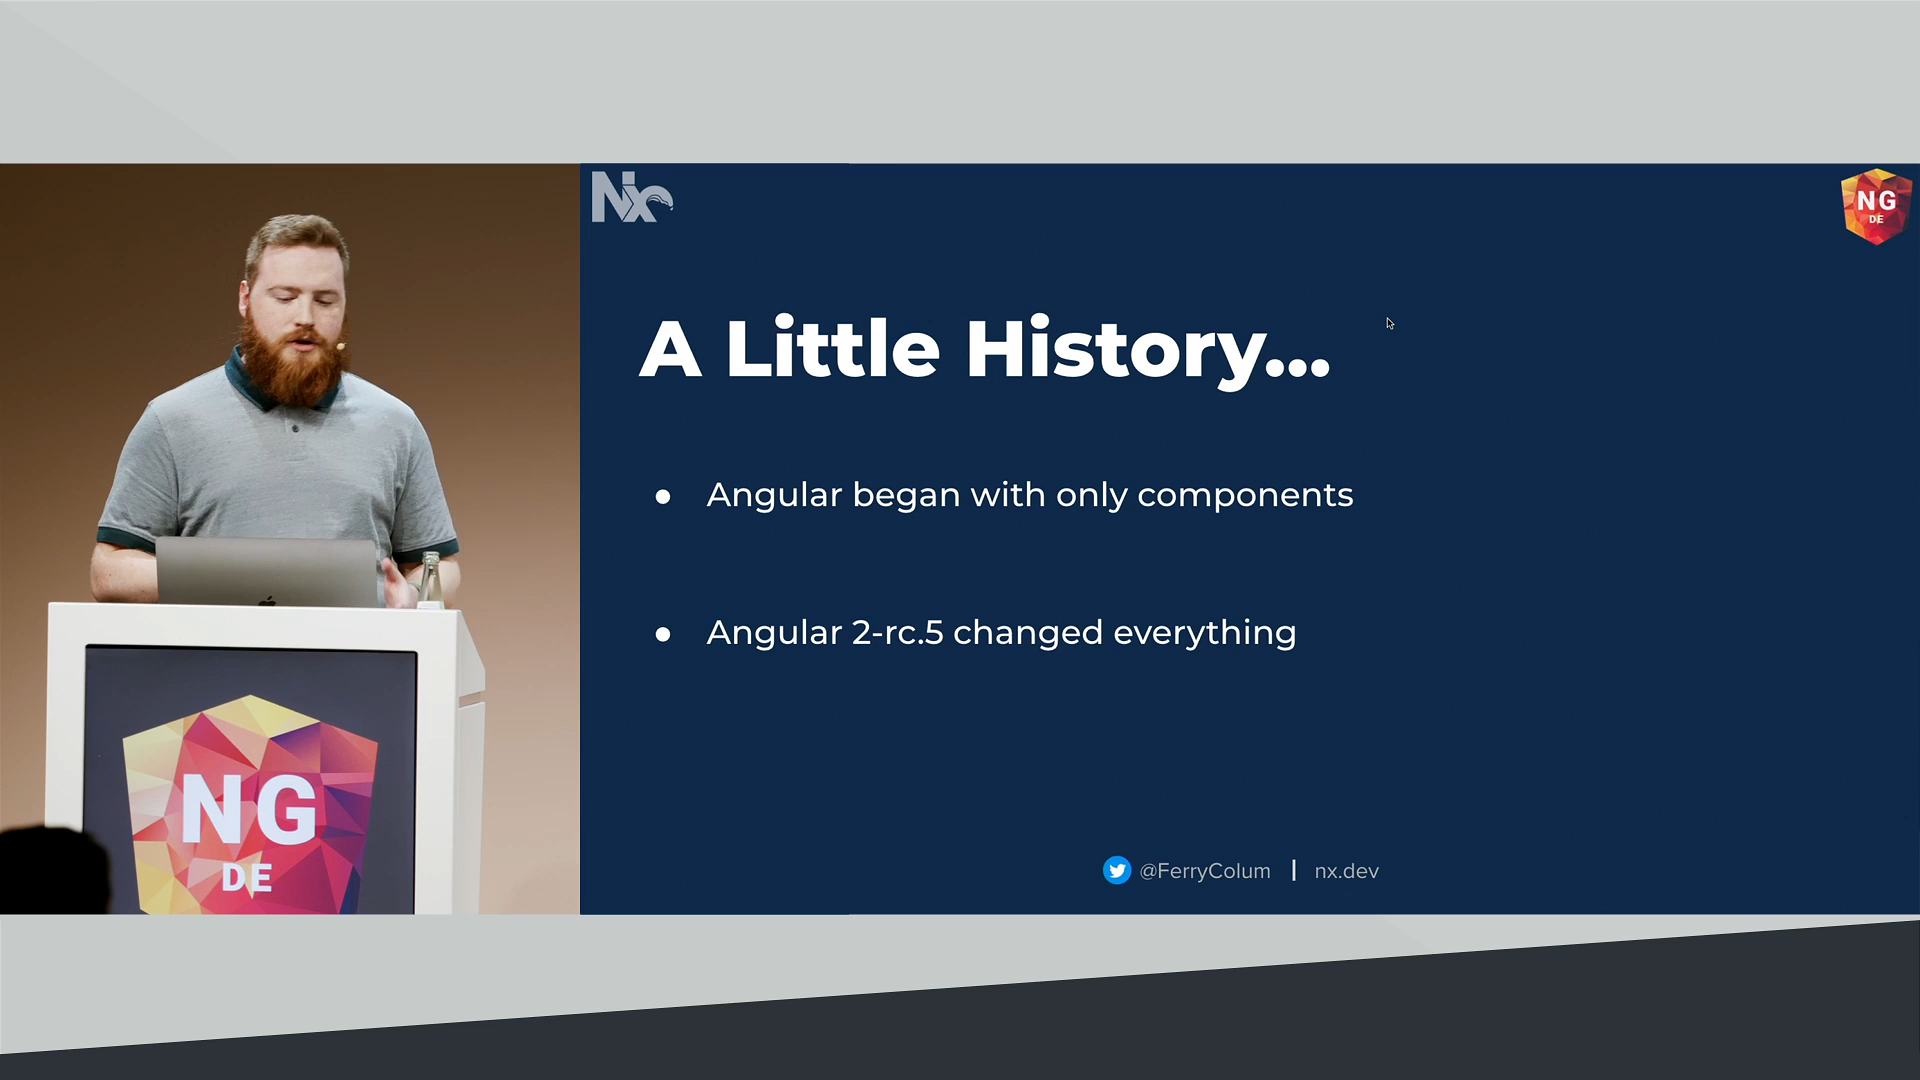 Nx
NG
DE
A Little History...
● Angular began with only components
● Angular 2-rc.5 changed everything
@FerryColum | nx.dev
NG
DE